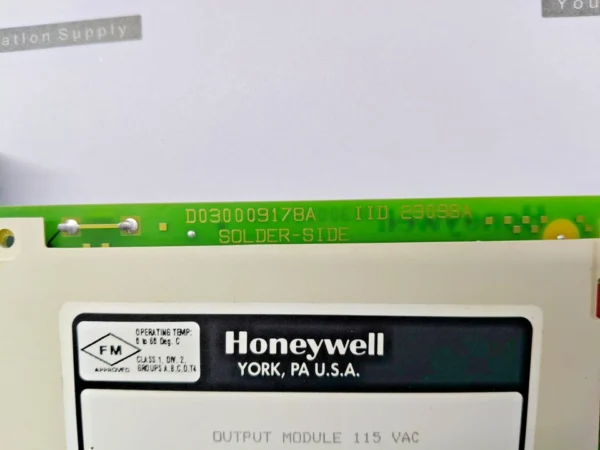 ation Supply
You
D03000917BA IID 23693A
SOLDER-SIDE
OPERATING TEMP:
0 to 60 Deg. C
FM
APPROVED
CLASS 1, DIV. 2,
GROUPS A,B,C,D,T4
Honeywell
YORK, PA U.S.A.
OUTPUT MODULE 115 VAC